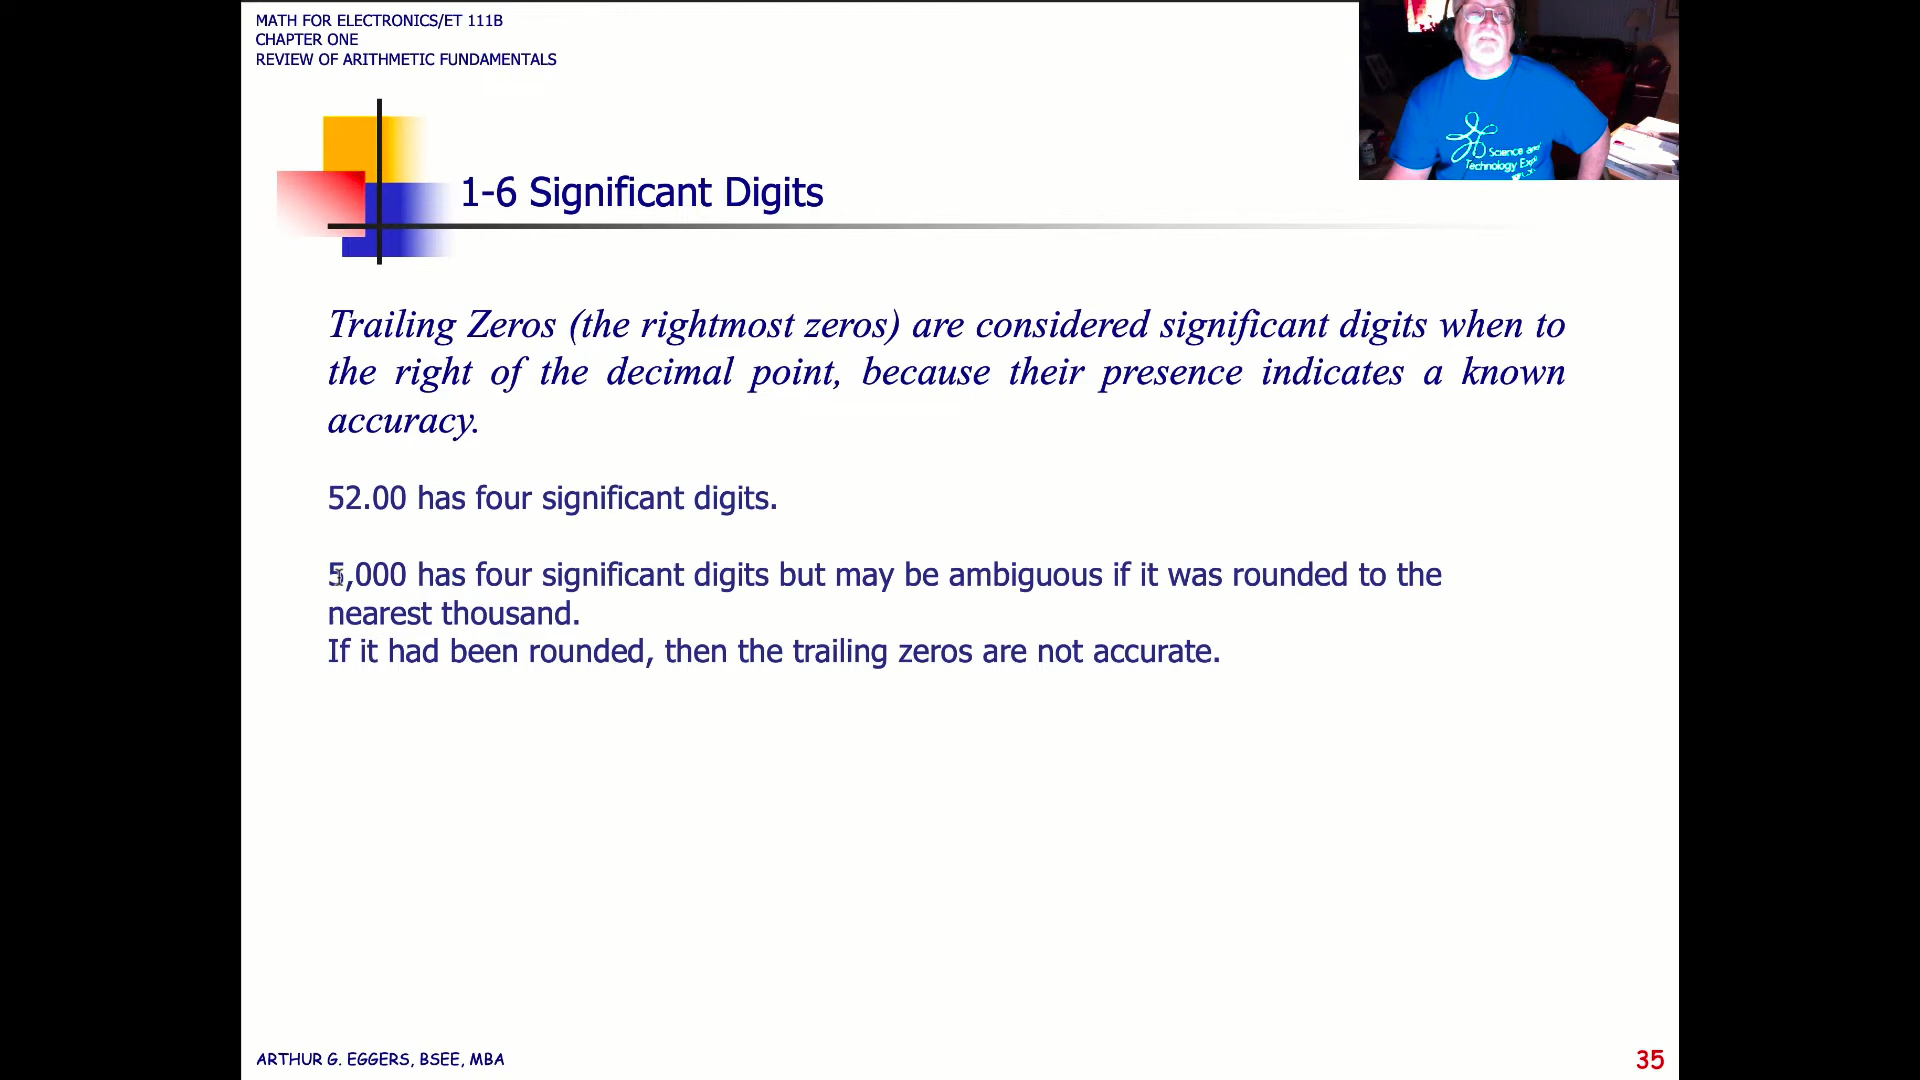 MATH FOR ELECTRONICS/ET 111B
CHAPTER ONE
REVIEW OF ARITHMETIC FUNDAMENTALS
Science and
Technology
1-6 Significant Digits
Trailing Zeros (the rightmost zeros) are considered significant digits when to
the right of the decimal point, because their presence indicates a known
accuracy.
52.00 has four significant digits.
5,000 has four significant digits but may be ambiguous if it was rounded to the
nearest thousand.
If it had been rounded, then the trailing zeros are not accurate.
ARTHUR G. EGGERS, BSEE, MBA
35